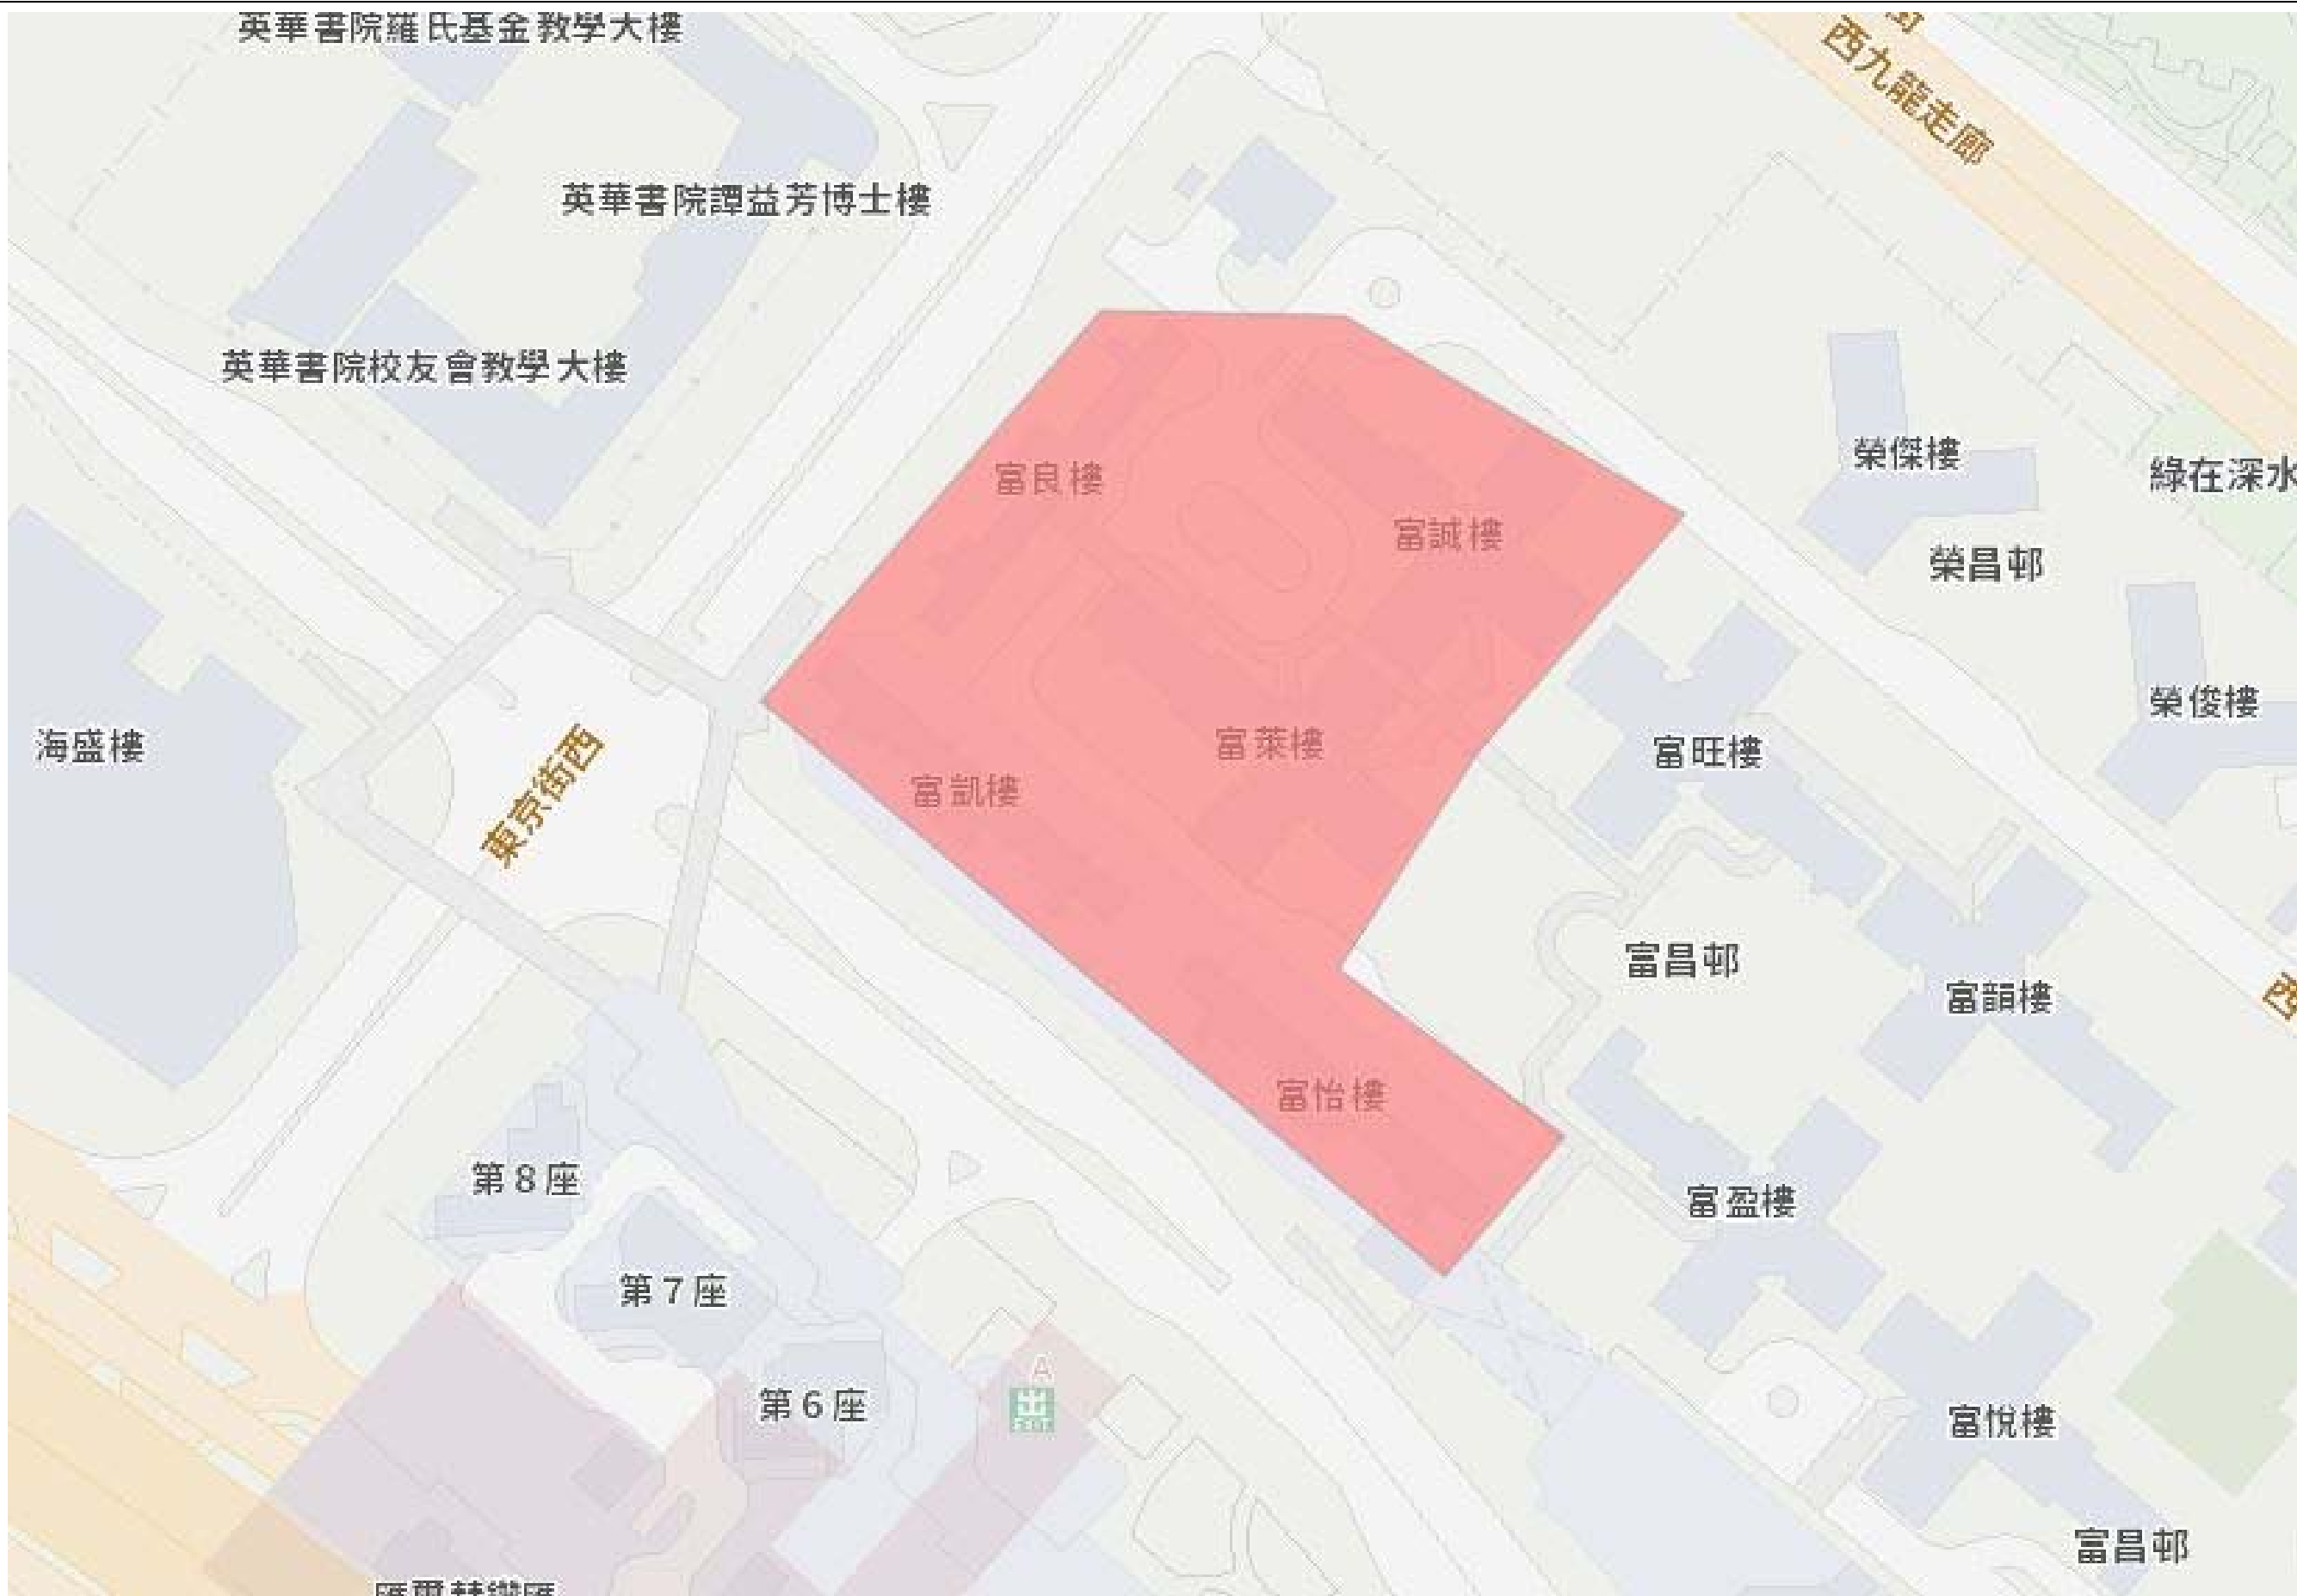 英華書院羅氏基金教學大樓
西九龍走廊
英華書院譚益芳博士樓
英華書院校友會教學大樓
榮傑樓
綠在深水
富良樓
富誠樓
榮昌邨
榮俊樓
海盛樓
東京街西
富萊樓
富旺樓
富凱樓
富昌邨
富韻樓
西
富怡樓
第8座
富盈樓
第7座
A
出
EXIT
第6座
富悅樓
富昌邨